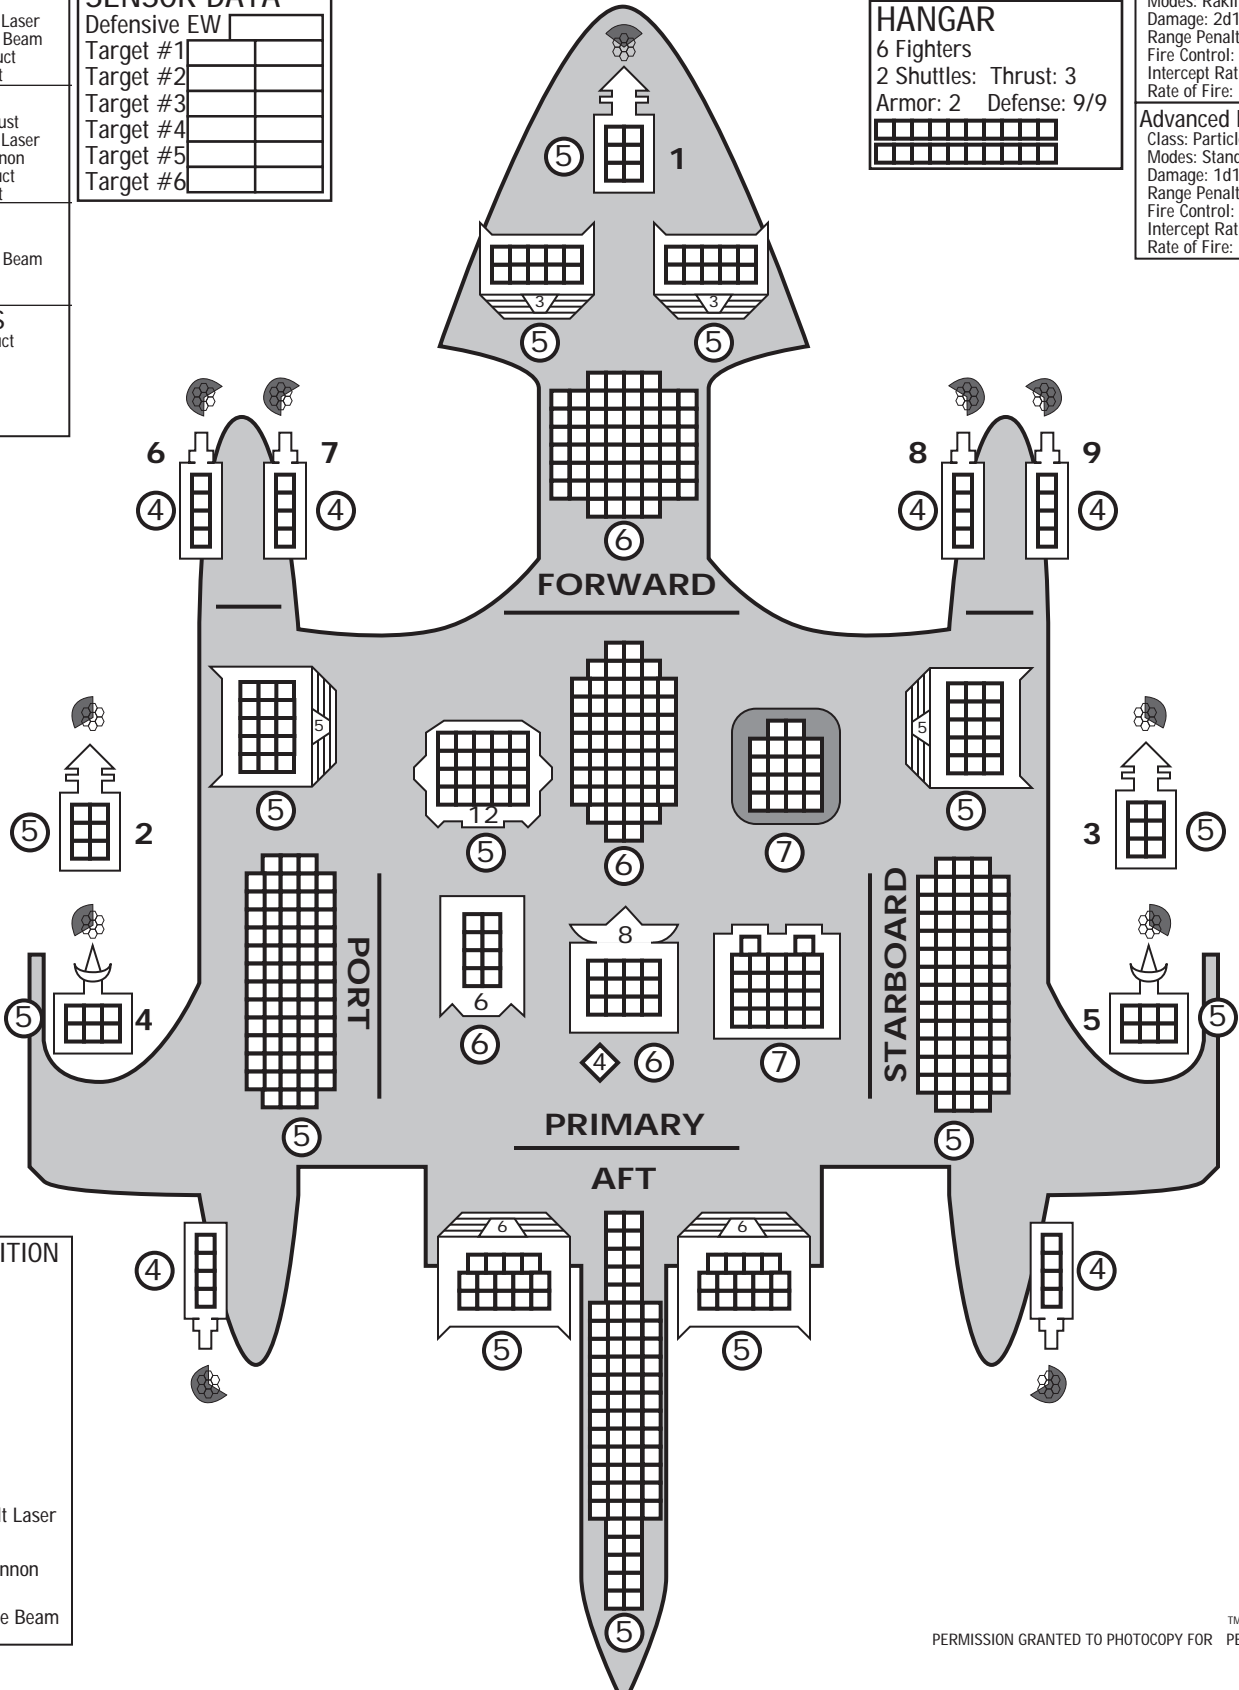 Laser
Beam
ust
Laser
non
Beam
SENSOR DATA
Defensive EW
Target #1
Target #2
Target #3
Target #4
Target #5
Target #6
HANGAR
6 Fighters
2 Shuttles: Thrust: 3
Armor: 2 Defense: 9/9
Damage: 2d1
Range Penalt
Fire Control:
Intercept Rat
Rate of Fire:
Advanced
Class: Particl
Modes: Stand
Damage: 1d1
Range Penalt
Fire Control:
Intercept Rat
Rate of Fire:
5 1
3 3
5 5
6 7 8 9
4 4 4 4
6
FORWARD
5 5
5 12 5
5 2 5 6 7 3 5
PORT
STARBOARD
8
6
5 4 6 4 6 7 5 5
PRIMARY
5 5
AFT
6 6
4 4
5 5
5
ITION
lt Laser
nnon
e Beam
TM
PERMISSION GRANTED TO PHOTOCOPY FOR PE